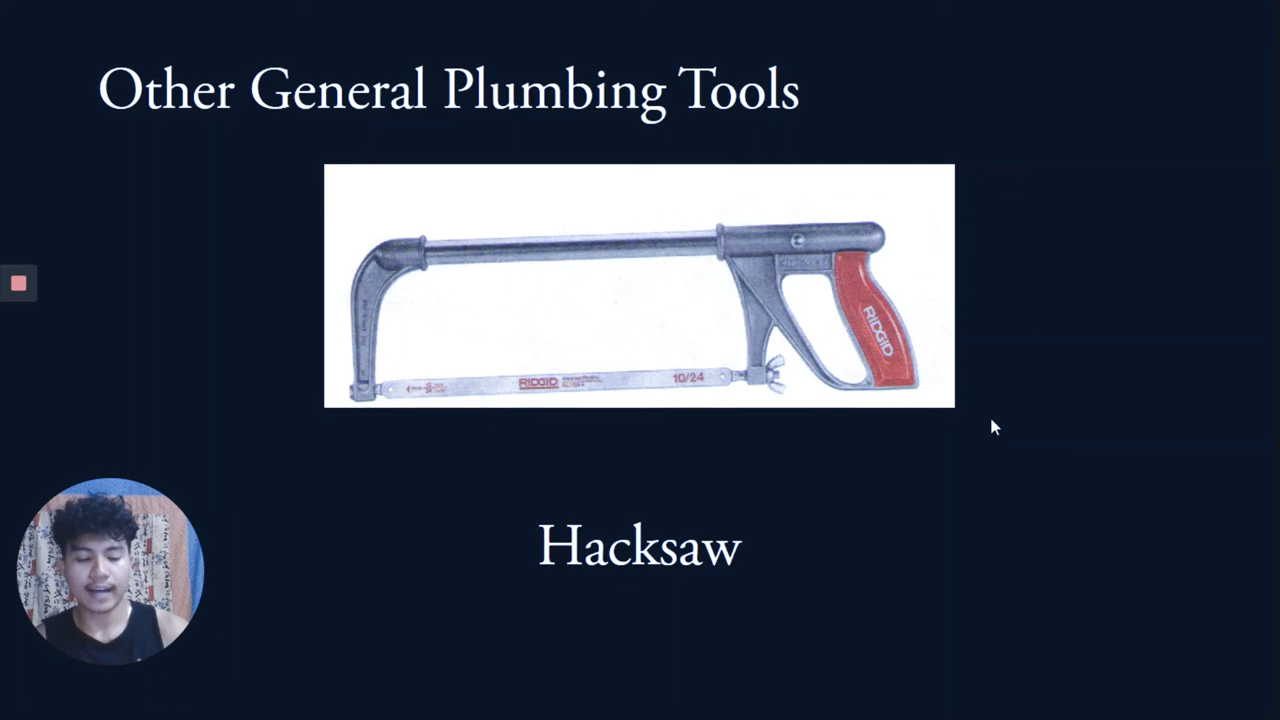 Other General Plumbing Tools
RIDGID
RIDGID
10/24
Hacksaw